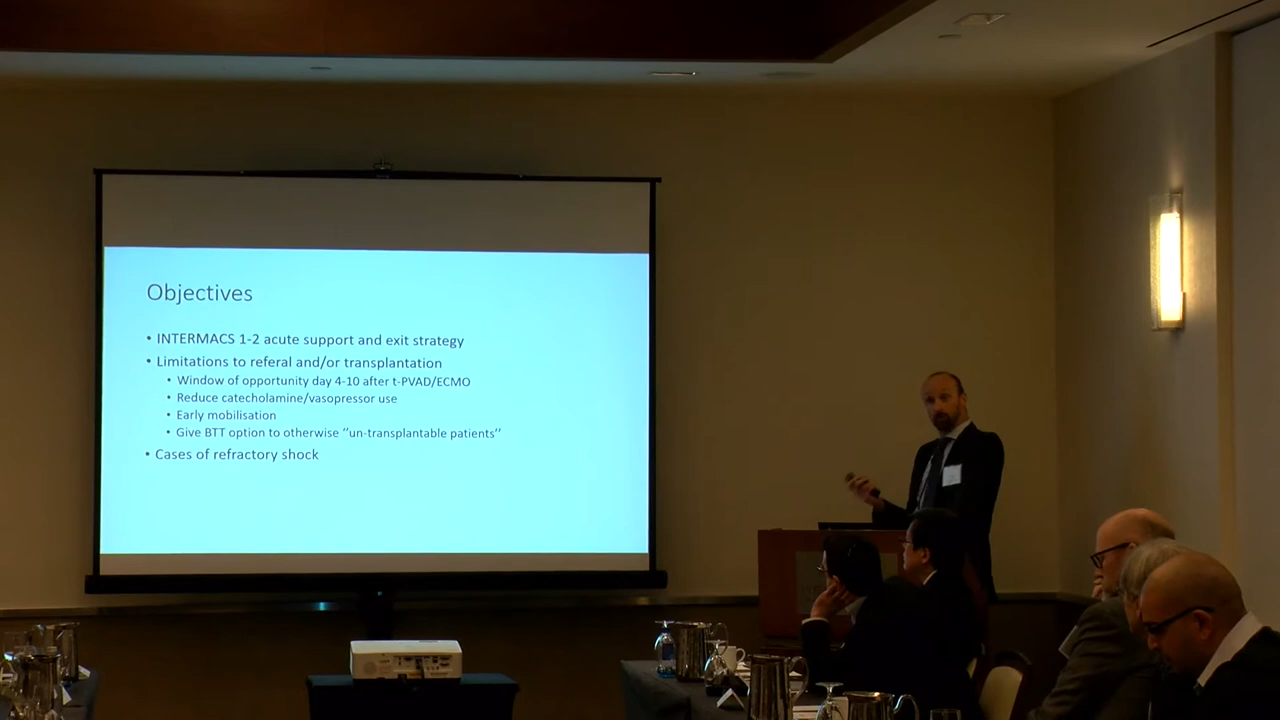 Objectives
• INTERMACS 1-2 acute support and exit strategy
• Limitations to referal and/or transplantation
• Window of opportunity day 4-10 after t-PVAD/ECMO
• Reduce catecholamine/vasopressor use
• Early mobilisation
• Give BTT option to otherwise ‘’un-transplantable patients’’
• Cases of refractory shock